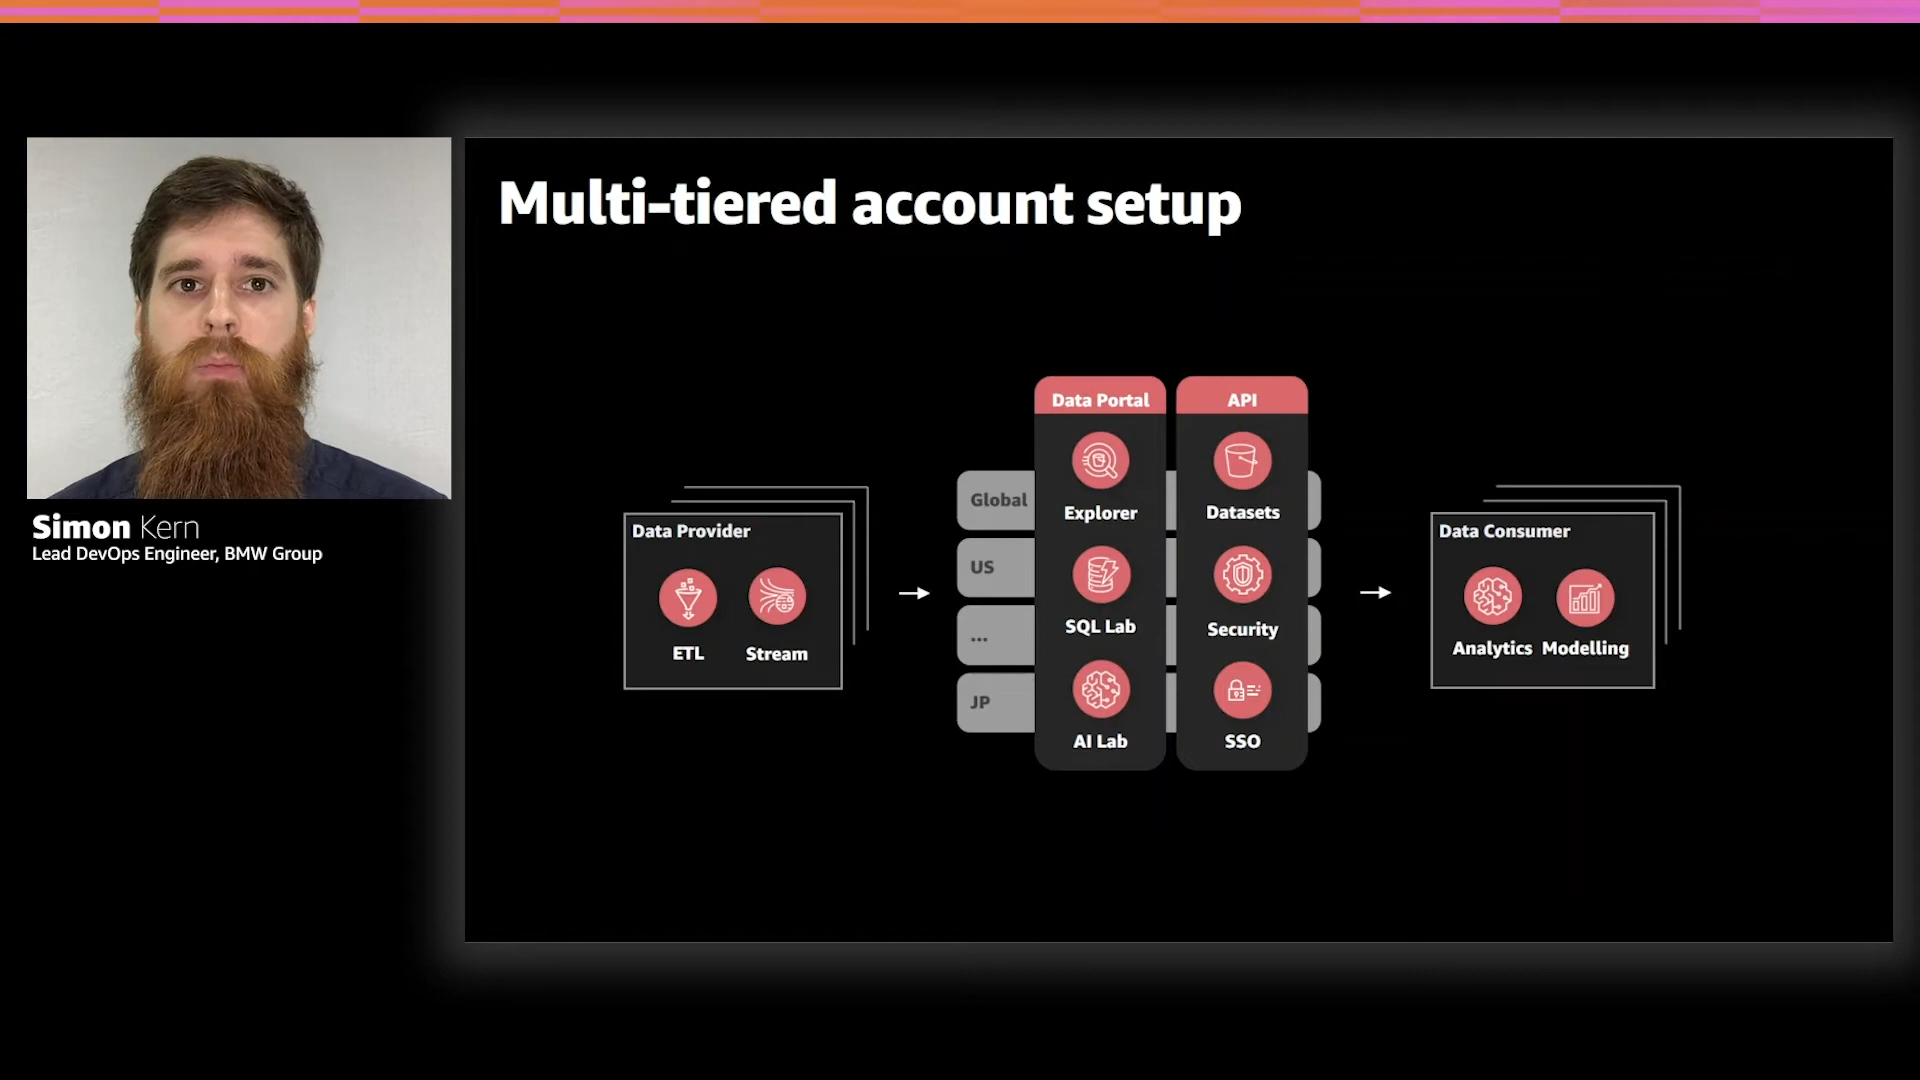 Multi-tiered account setup
Simon Kern
Lead DevOps Engineer, BMW Group
Data Provider
ETL
Stream
Global
US
...
JP
Data Portal
Explorer
SQL Lab
AI Lab
API
Datasets
Security
SSO
Data Consumer
Analytics
Modelling